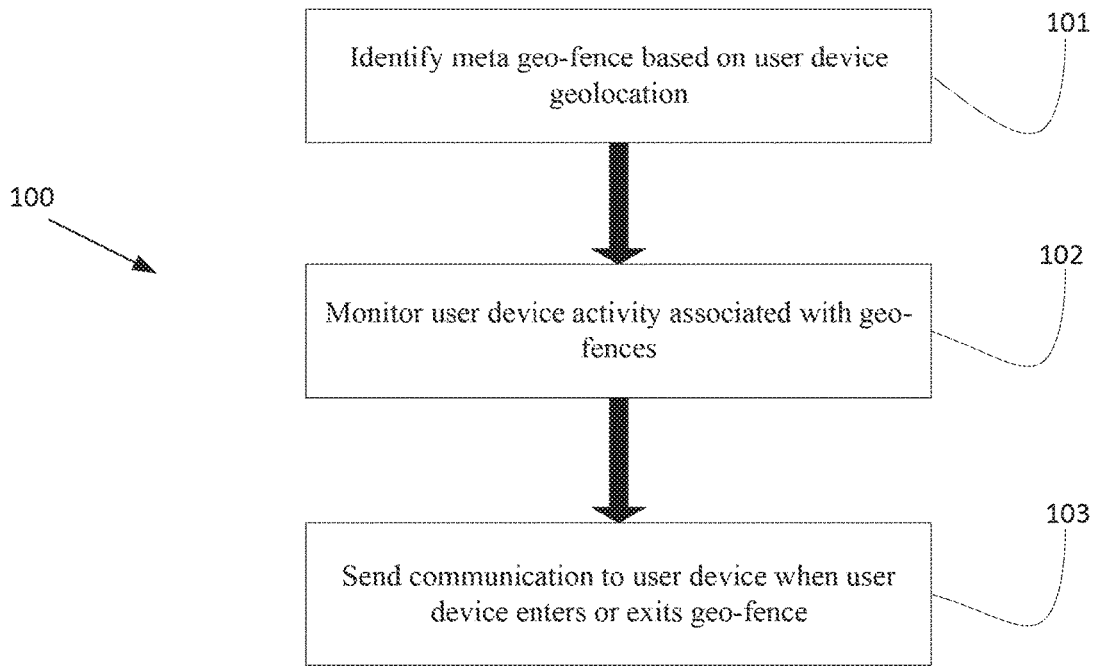 101
Identify meta geo-fence based on user device
geolocation
100
102
Monitor user device activity associated with geo-
fences
103
Send communication to user device when user
device enters or exits geo-fence